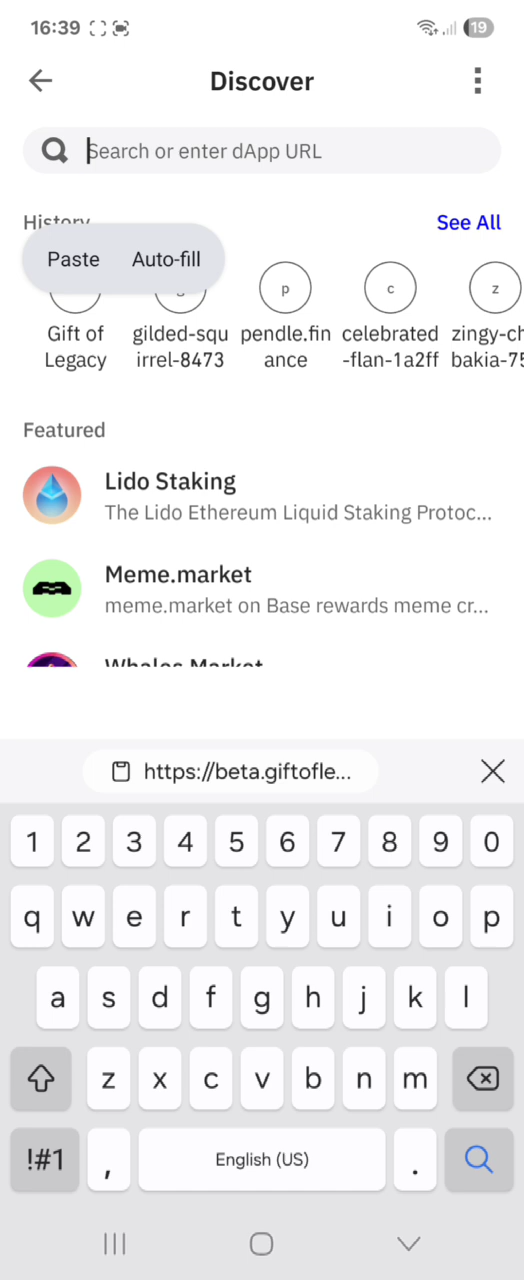 16:39
19
Discover
Search or enter dApp URL
History
See All
Paste Auto-fill
p c z
Gift of Legacy
gilded-squ
irrel-8473
pendle.fin
ance
celebrated
-flan-1a2ff
zingy-ch
bakia-75
Featured
Lido Staking
The Lido Ethereum Liquid Staking Protoc...
Meme.market
meme.market on Base rewards meme cr...
Whales Market
https://beta.giftofle...
1 2 3 4 5 6 7 8 9 0
q w e r t y u i o p
a s d f g h j k l
z x c v b n m
!#1 , English (US) .